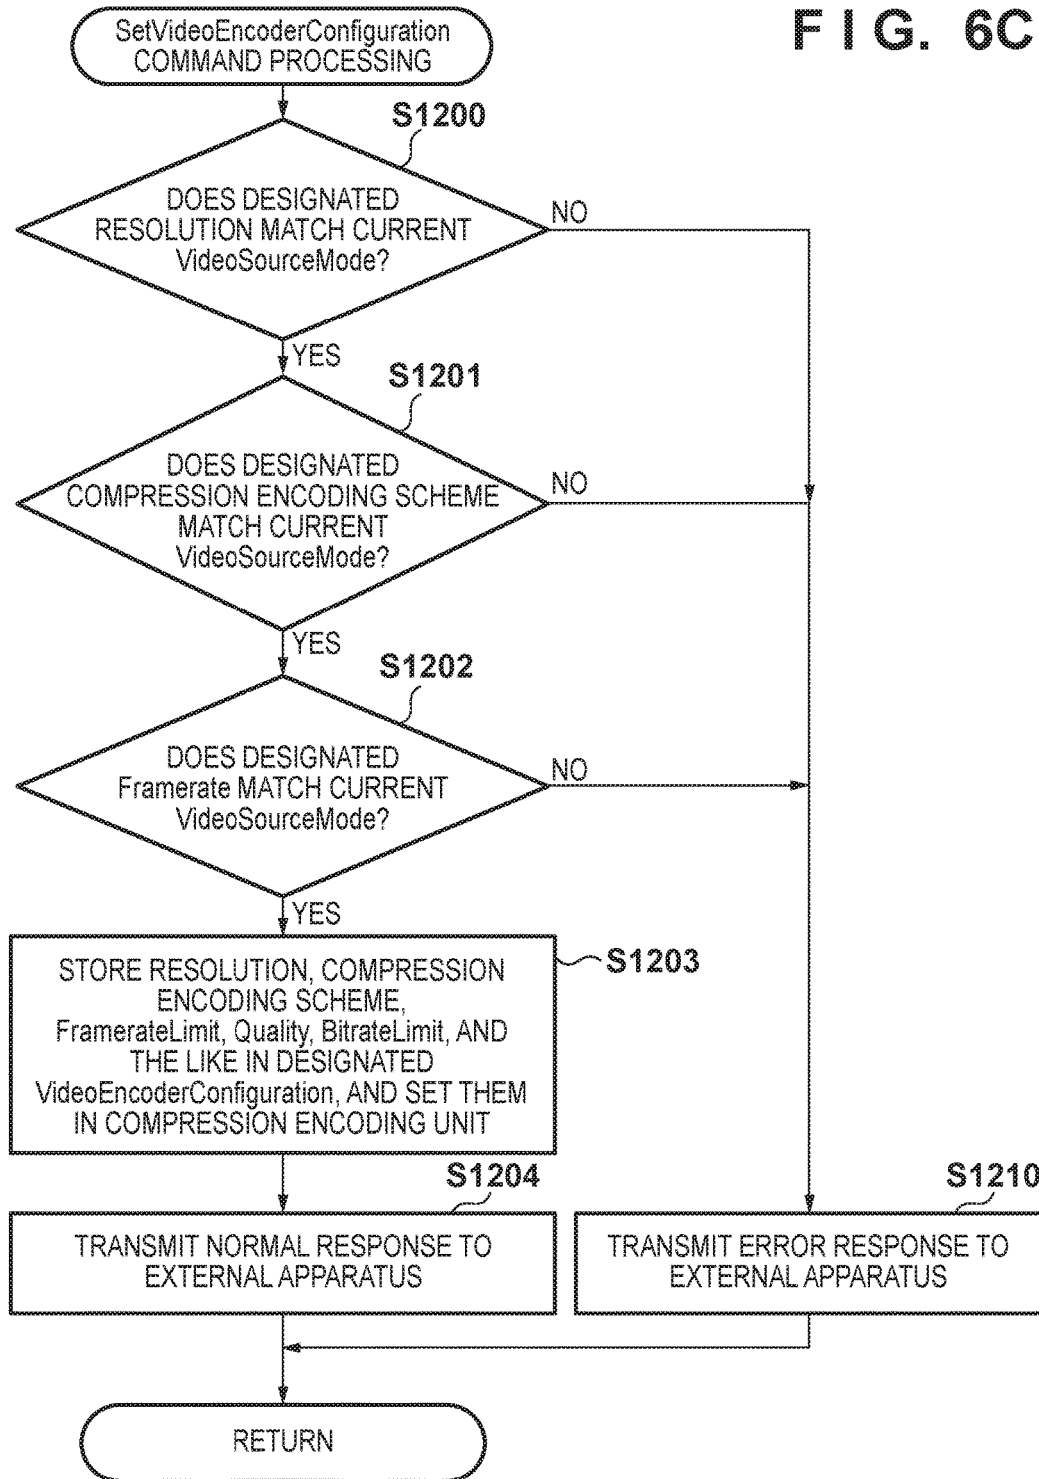 FIG. 6C
SetVideoEncoderConfiguration
COMMAND PROCESSING
S1200
DOES DESIGNATED
RESOLUTION MATCH CURRENT
VideoSourceMode?
NO
YES
S1201
DOES DESIGNATED
COMPRESSION ENCODING SCHEME
MATCH CURRENT
VideoSourceMode?
NO
YES
S1202
DOES DESIGNATED
Framerate MATCH CURRENT
VideoSourceMode?
NO
YES
S1203
STORE RESOLUTION, COMPRESSION
ENCODING SCHEME,
FramerateLimit, Quality, BitrateLimit, AND
THE LIKE IN DESIGNATED
VideoEncoderConfiguration, AND SET THEM
IN COMPRESSION ENCODING UNIT
S1204
TRANSMIT NORMAL RESPONSE TO
EXTERNAL APPARATUS
S1210
TRANSMIT ERROR RESPONSE TO
EXTERNAL APPARATUS
RETURN